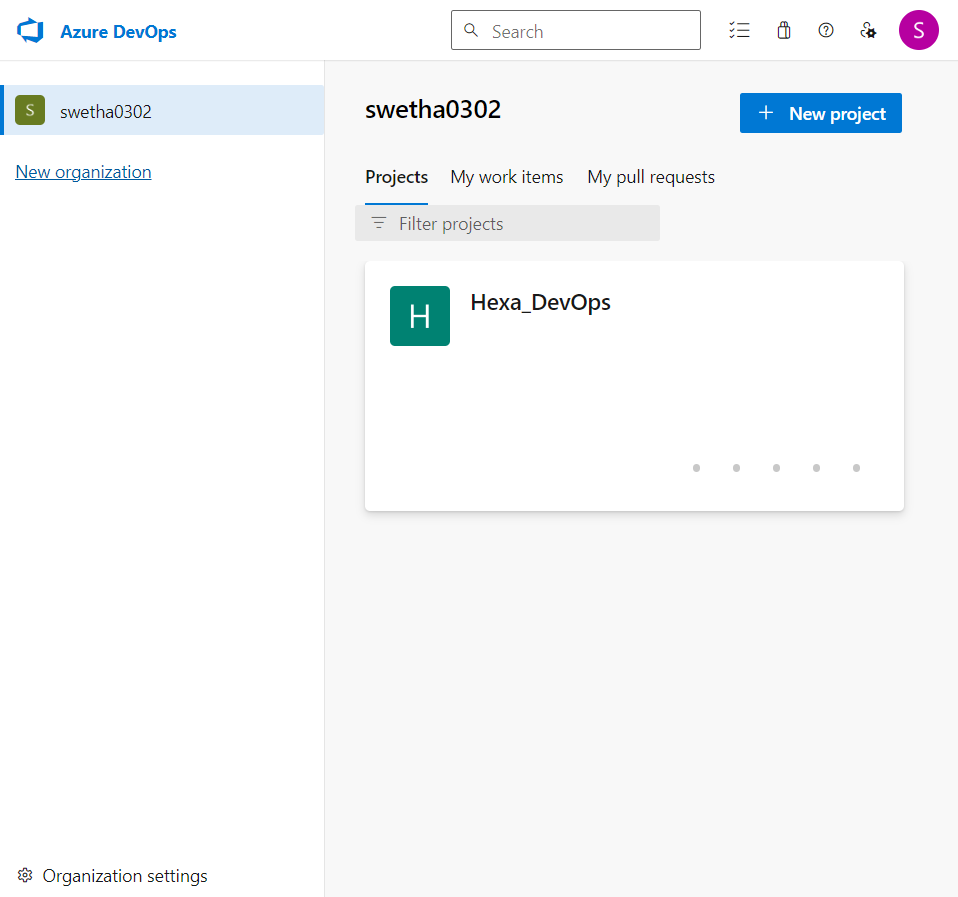 Azure DevOps
Search
S
S
swetha0302
New organization
swetha0302
New project
Projects
My work items
My pull requests
Filter projects
H
Hexa_DevOps
Organization settings